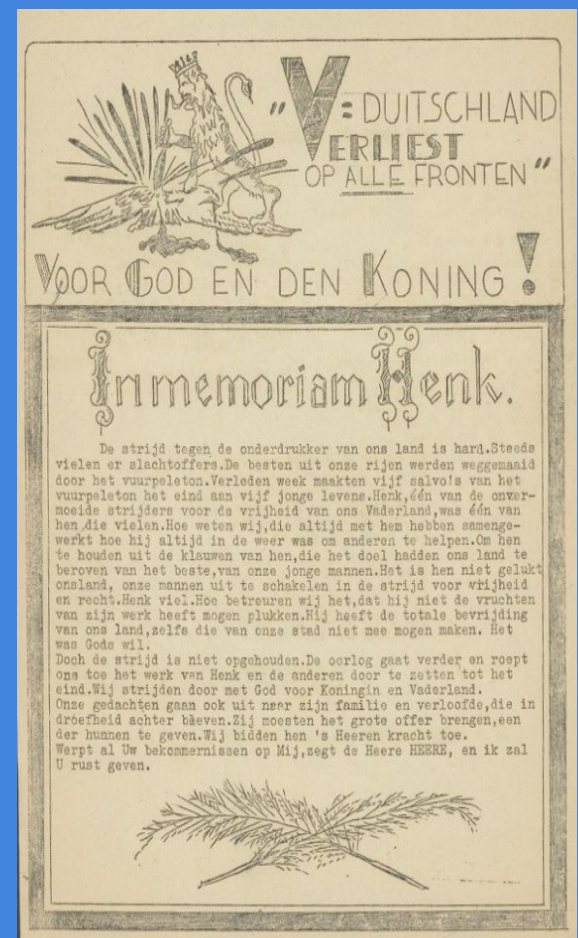 "V = DUITSCHLAND
VERLIEST
OP ALLE FRONTEN"
VOOR GOD EN DEN KONING!
In memoriam Henk.
De strijd tegen de onderdrukker van ons land is hard.Steeds
vielen er slachtoffers.De besten uit onze rijen werden weggemaaid
door het vuurpeleton.Verleden week maakten vijf salvo's van het
vuurpeleton het eind aan vijf jonge levens.Henk,één van de onver-
moeide strijders voor de vrijheid van ons Vaderland,was één van
hen,die vielen.Hoe weten wij,die altijd met hem hebben samenge-
werkt hoe hij altijd in de weer was om anderen te helpen.Om hen
te houden uit de klauwen van hen,die het doel hadden ons land te
beroven van het beste,van onze jonge mannen.Het is hen niet gelukt
onsland, onze mannen uit te schakelen in de strijd voor vrijheid
en recht.Henk viel.Hoe betreuren wij het,dat hij niet de vruchten
van zijn werk heeft mogen plukken.Hij heeft de totale bevrijding
van ons land,zelfs die van onze stad niet mee mogen maken. Het
was Gods wil.
Doch de strijd is niet opgehouden.De oorlog gaat verder en roept
ons toe het werk van Henk en de anderen door te zetten tot het
eind.Wij strijden door met God voor Koningin en Vaderland.
Onze gedachten gaan ook uit naar zijn familie en verloofde,die in
droefheid achter bleven.Zij moesten het grote offer brengen,een
der hunnen te geven.Wij bidden hen 's Heeren kracht toe.
Werpt al Uw bekommernissen op Mij,zegt de Heere HEERE, en ik zal
U rust geven.